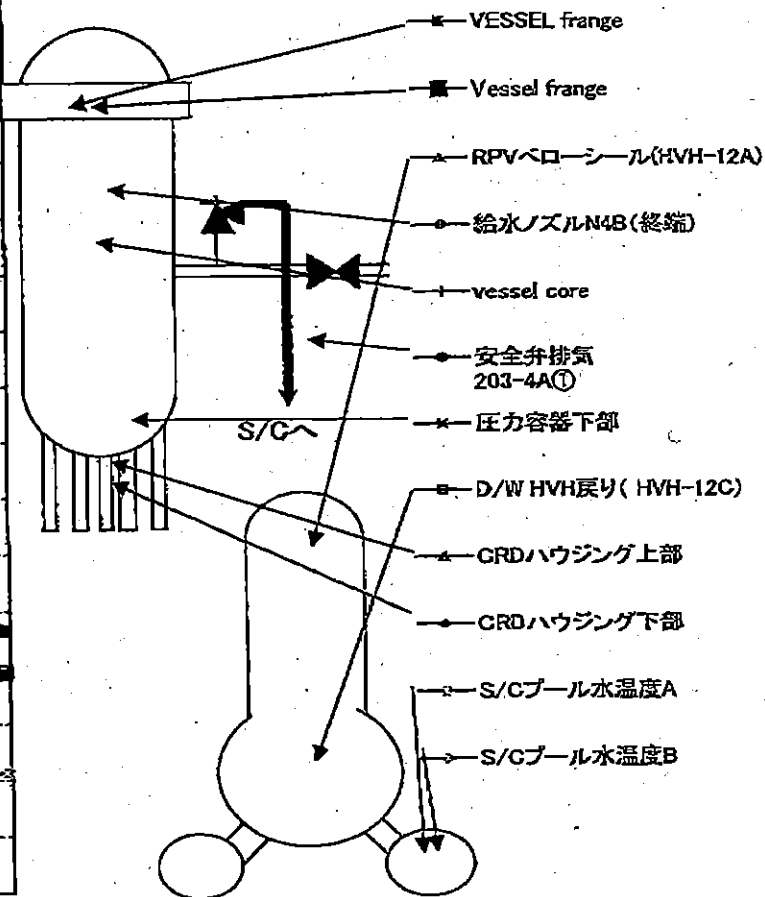 VESSEL frange
Vessel frange
RPVベローシール(HVH-12A)
給水ノズルN4B(終端)
vessel core
安全弁排気
203-4A①
S/Cへ
圧力容器下部
D/W HVH戻り( HVH-12C)
CRDハウジング上部
CRDハウジング下部
S/Cプール水温度A
S/Cプール水温度B